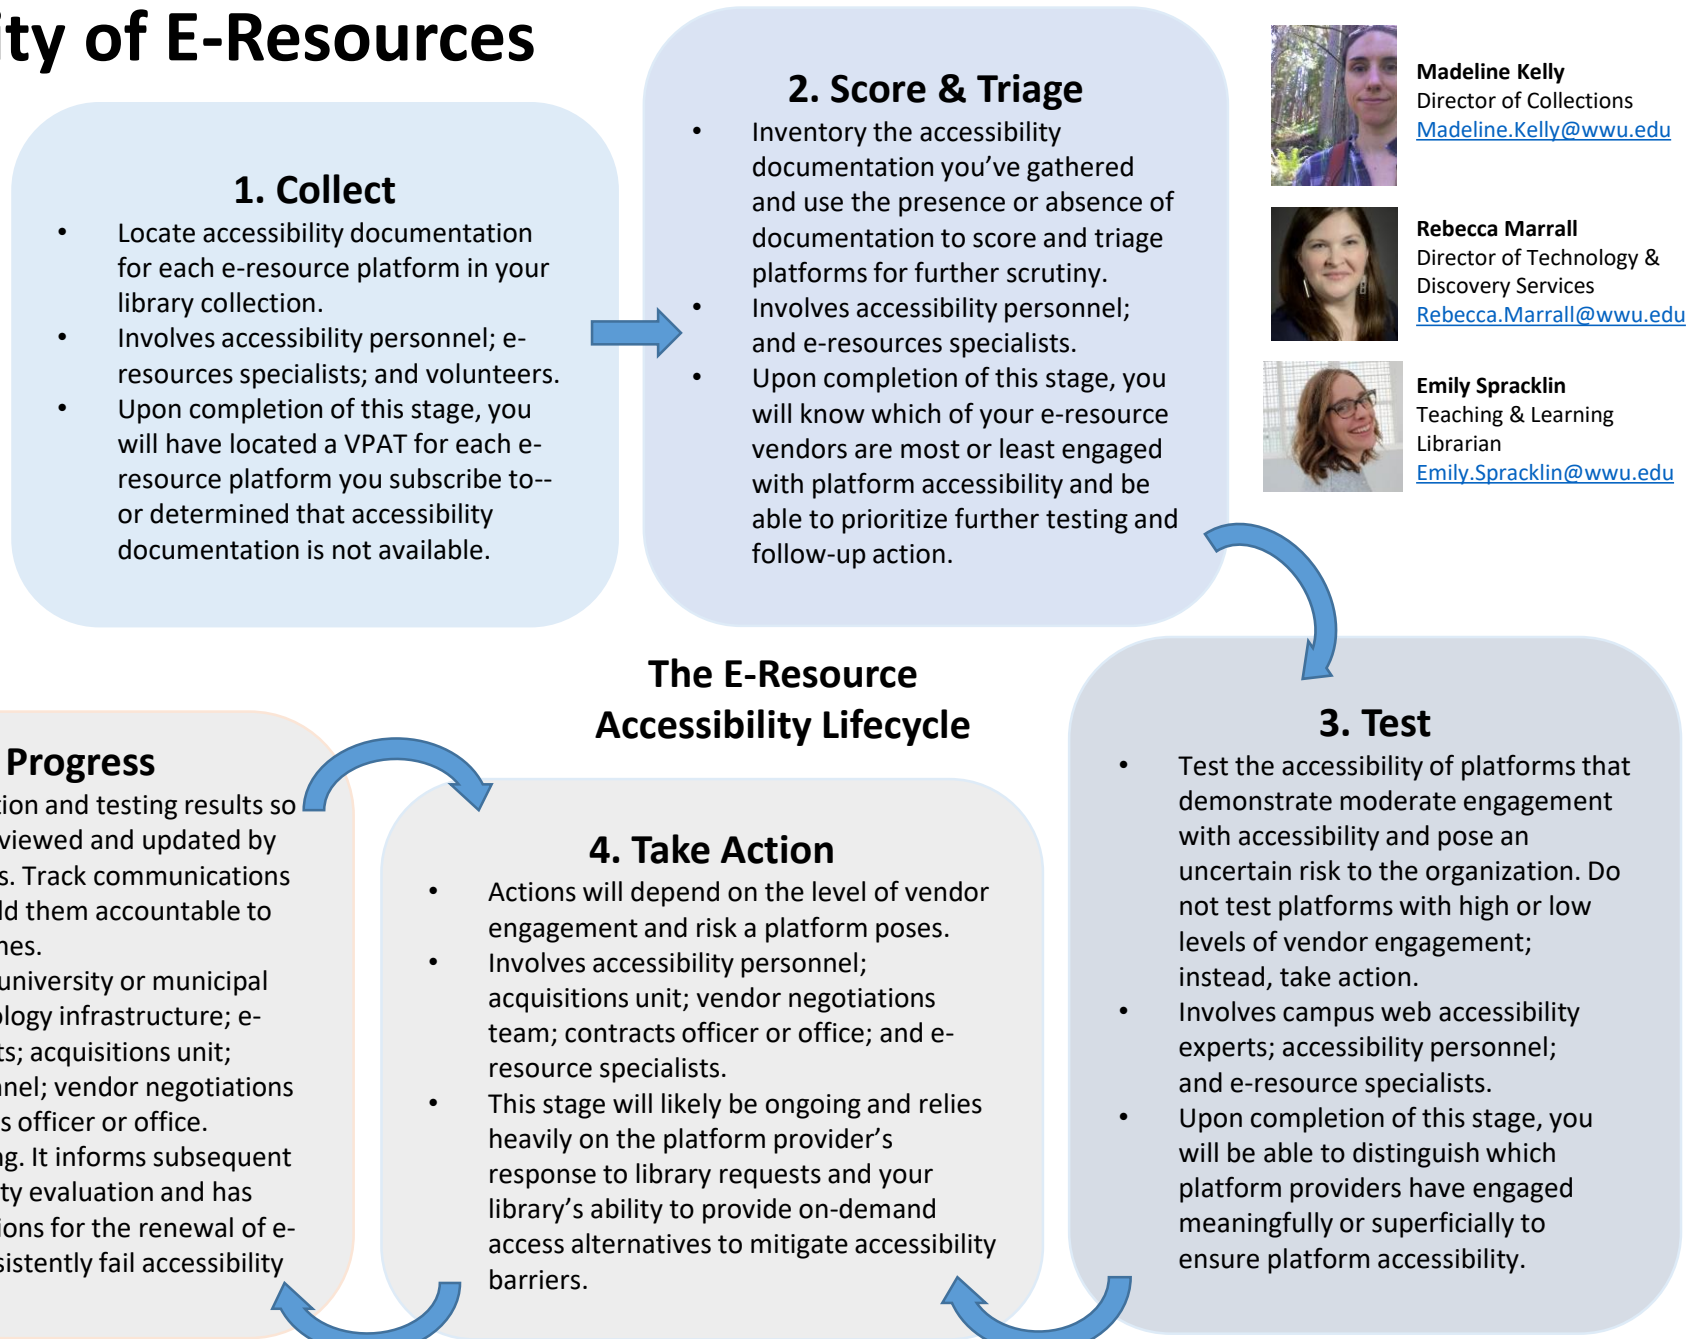 ity of E-Resources
1. Collect
• Locate accessibility documentation
for each e-resource platform in your
library collection.
• Involves accessibility personnel; e-
resources specialists; and volunteers.
• Upon completion of this stage, you
will have located a VPAT for each e-
resource platform you subscribe to--
or determined that accessibility
documentation is not available.
2. Score & Triage
• Inventory the accessibility
documentation you’ve gathered
and use the presence or absence of
documentation to score and triage
platforms for further scrutiny.
• Involves accessibility personnel;
and e-resources specialists.
• Upon completion of this stage, you
will know which of your e-resource
vendors are most or least engaged
with platform accessibility and be
able to prioritize further testing and
follow-up action.
Madeline Kelly
Director of Collections
Madeline.Kelly@wwu.edu
Rebecca Marrall
Director of Technology &
Discovery Services
Rebecca.Marrall@wwu.edu
Emily Spracklin
Teaching & Learning
Librarian
Emily.Spracklin@wwu.edu
The E-Resource
Accessibility Lifecycle
3. Test
• Test the accessibility of platforms that
demonstrate moderate engagement
with accessibility and pose an
uncertain risk to the organization. Do
not test platforms with high or low
levels of vendor engagement;
instead, take action.
• Involves campus web accessibility
experts; accessibility personnel;
and e-resource specialists.
• Upon completion of this stage, you
will be able to distinguish which
platform providers have engaged
meaningfully or superficially to
ensure platform accessibility.
4. Take Action
• Actions will depend on the level of vendor
engagement and risk a platform poses.
• Involves accessibility personnel;
acquisitions unit; vendor negotiations
team; contracts officer or office; and e-
resource specialists.
• This stage will likely be ongoing and relies
heavily on the platform provider’s
response to library requests and your
library’s ability to provide on-demand
access alternatives to mitigate accessibility
barriers.
Progress
tion and testing results so
viewed and updated by
s. Track communications
ld them accountable to
nes.
university or municipal
ology infrastructure; e-
ts; acquisitions unit;
nel; vendor negotiations
s officer or office.
ng. It informs subsequent
ty evaluation and has
ions for the renewal of e-
sistently fail accessibility